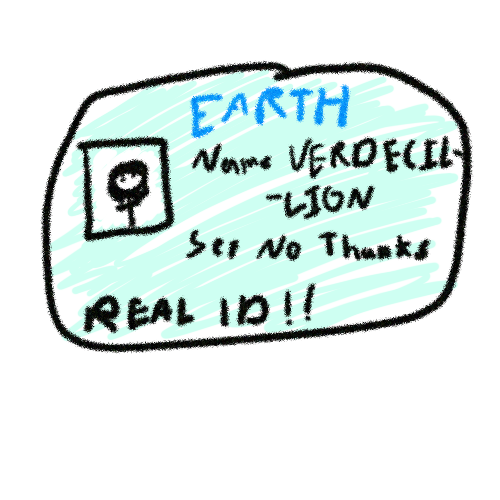 EARTH
Name VERDECIL-
-LION
Sex No Thanks
REAL ID!!